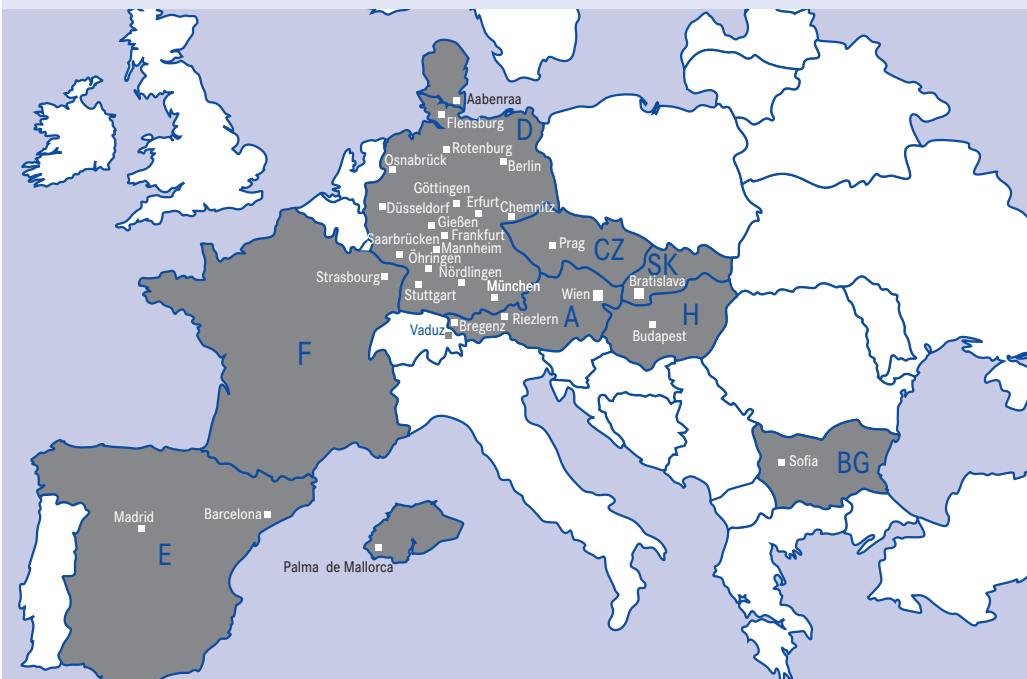 Aabenraa
Flensburg
D
Rotenburg
Osnabrück
Berlin
Göttingen
Düsseldorf
Erfurt
Chemnitz
Gießen
Saarbrücken
Frankfurt
Mannheim
Öhringen
Prag
CZ
SK
Strasbourg
Nördlingen
Stuttgart
München
Wien
Bratislava
A
H
Vaduz
Bregenz
Riezlern
Budapest
F
Sofia
BG
Madrid
Barcelona
E
Palma de Mallorca